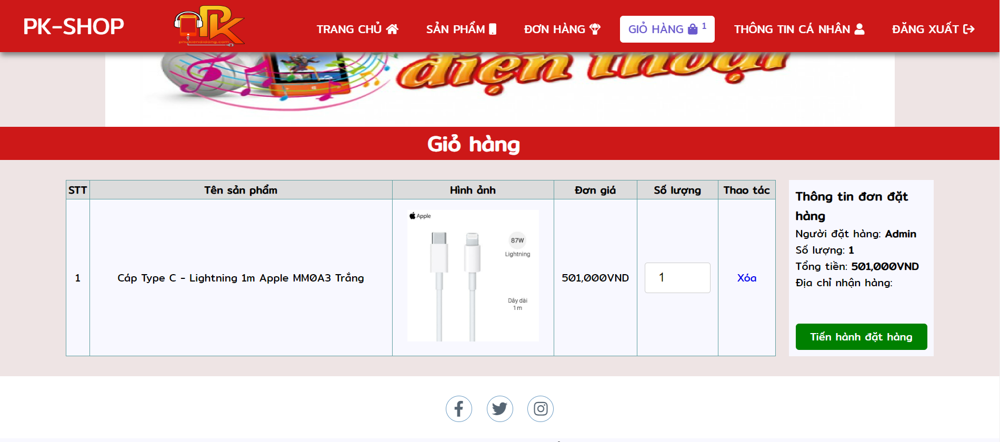 PK-SHOP
PK
phukiendidong.com
TRANG CHỦ
SẢN PHẨM
ĐƠN HÀNG
GIỎ HÀNG 1
THÔNG TIN CÁ NHÂN
ĐĂNG XUẤT
điện thoại
Giỏ hàng
STT Tên sản phẩm Hình ảnh Đơn giá Số lượng Thao tác
1 Cáp Type C - Lightning 1m Apple MM0A3 Trắng 501,000VND 1 Xóa
Apple
87W
Lightning
Dây dài
1 m
Thông tin đơn đặt
hàng
Người đặt hàng: Admin
Số lượng: 1
Tổng tiền: 501,000VND
Địa chỉ nhận hàng:
Tiến hành đặt hàng